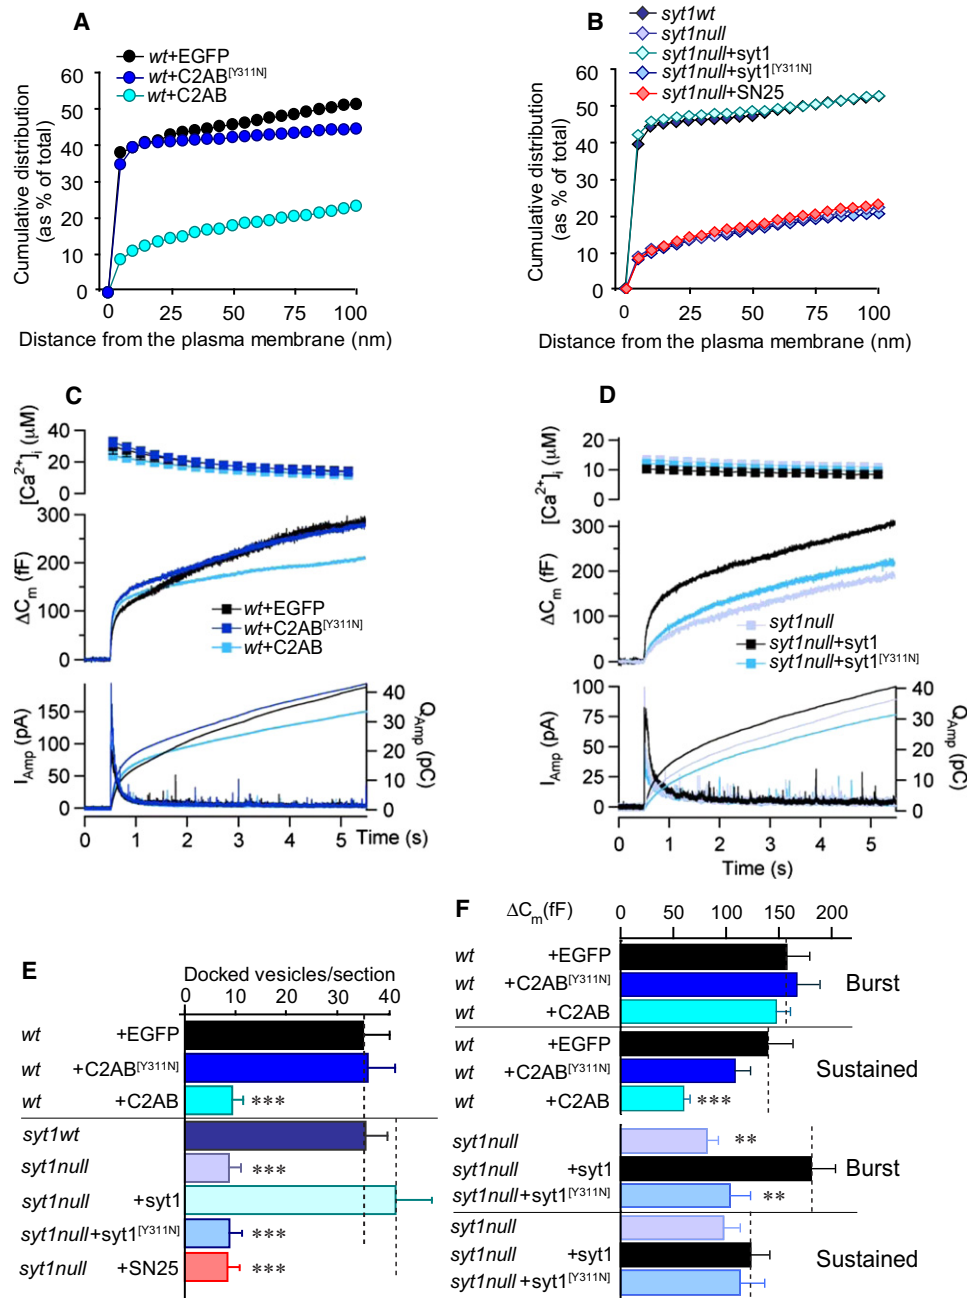 A
wt+EGFP
wt+C2AB[Y311N]
wt+C2AB
Cumulative distribution
(as % of total)
60
50
40
30
20
10
0
0 25 50 75 100
Distance from the plasma membrane (nm)
B
syt1wt
syt1null
syt1null+syt1
syt1null+syt1[Y311N]
syt1null+SN25
Cumulative distribution
(as % of total)
60
50
40
30
20
10
0
0 25 50 75 100
Distance from the plasma membrane (nm)
C
[Ca2+]i (μM)
40
20
0
ΔCm (fF)
300
200
100
0
wt+EGFP
wt+C2AB[Y311N]
wt+C2AB
IAmp (pA)
150
100
50
0
QAmp (pC)
40
30
20
10
0
0 1 2 3 4 5
Time (s)
D
[Ca2+]i (μM)
20
10
0
ΔCm (fF)
300
200
100
0
syt1null
syt1null+syt1
syt1null+syt1[Y311N]
IAmp (pA)
100
75
50
25
0
QAmp (pC)
40
30
20
10
0
0 1 2 3 4 5
Time (s)
E
Docked vesicles/section
0 10 20 30 40
wt +EGFP
wt +C2AB[Y311N]
wt +C2AB ***
syt1wt
syt1null ***
syt1null +syt1
syt1null+syt1[Y311N] ***
syt1null +SN25 ***
F
ΔCm(fF)
0 50 100 150 200
wt +EGFP
wt +C2AB[Y311N] Burst
wt +C2AB
wt +EGFP
wt +C2AB[Y311N] Sustained
wt +C2AB ***
syt1null **
syt1null +syt1 Burst
syt1null+syt1[Y311N] **
syt1null
syt1null +syt1 Sustained
syt1null+syt1[Y311N]